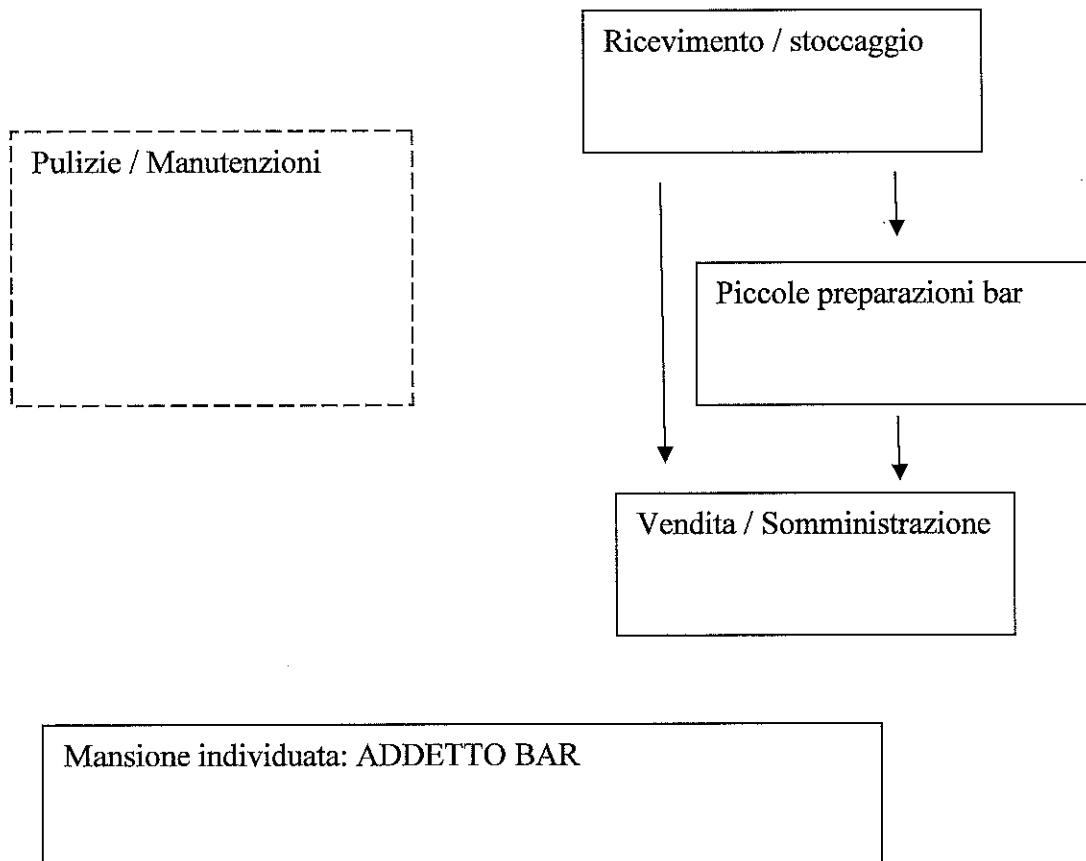 Ricevimento / stoccaggio
Pulizie / Manutenzioni
Piccole preparazioni bar
Vendita / Somministrazione
Mansione individuata: ADDETTO BAR